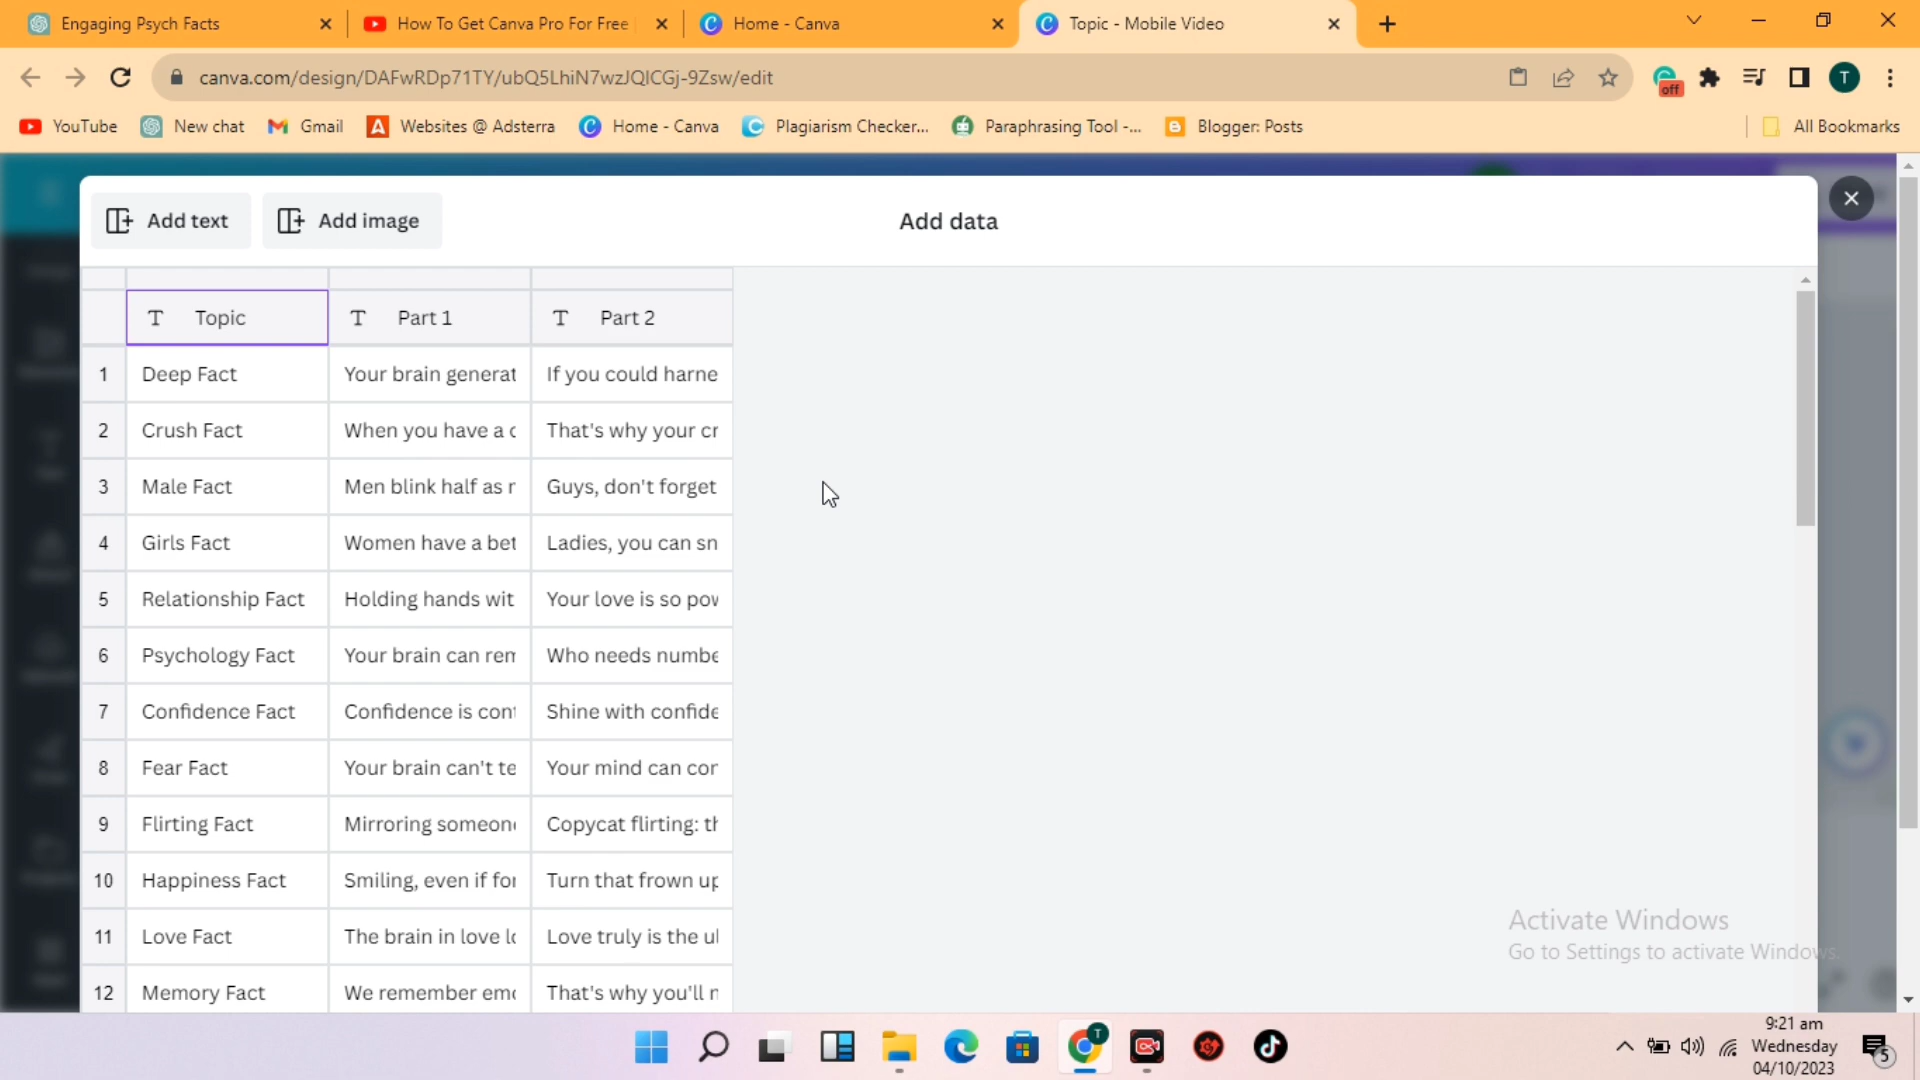 Engaging Psych Facts
How To Get Canva Pro For Free
Home - Canva
Topic - Mobile Video
canva.com/design/DAFwRDp71TY/ubQ5LhiN7wzJQICGj-9Zsw/edit
off
T
YouTube
New chat
Gmail
Websites @ Adsterra
Home - Canva
Plagiarism Checker...
Paraphrasing Tool -...
Blogger: Posts
All Bookmarks
Add text
Add image
Add data
T Topic T Part 1 T Part 2
1 Deep Fact Your brain generat If you could harne
2 Crush Fact When you have a c That's why your cr
3 Male Fact Men blink half as r Guys, don't forget
4 Girls Fact Women have a bet Ladies, you can sn
5 Relationship Fact Holding hands wit Your love is so pov
6 Psychology Fact Your brain can rem Who needs numbe
7 Confidence Fact Confidence is cont Shine with confide
8 Fear Fact Your brain can't te Your mind can cor
9 Flirting Fact Mirroring someon Copycat flirting: th
10 Happiness Fact Smiling, even if for Turn that frown up
11 Love Fact The brain in love lo Love truly is the ul
12 Memory Fact We remember emo That's why you'll n
Activate Windows
Go to Settings to activate Windows.
T
9:21 am
Wednesday
04/10/2023
5